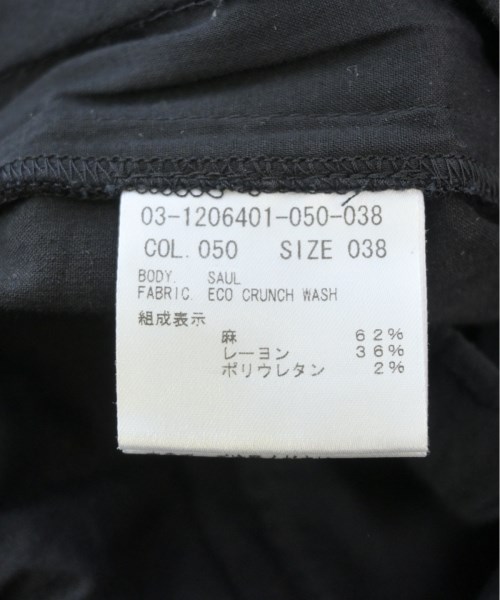 03-1206401-050-038
COL. 050 SIZE 038
BODY. SAUL
FABRIC. ECO CRUNCH WASH
組成表示
麻 62%
レーヨン 36%
ポリウレタン 2%